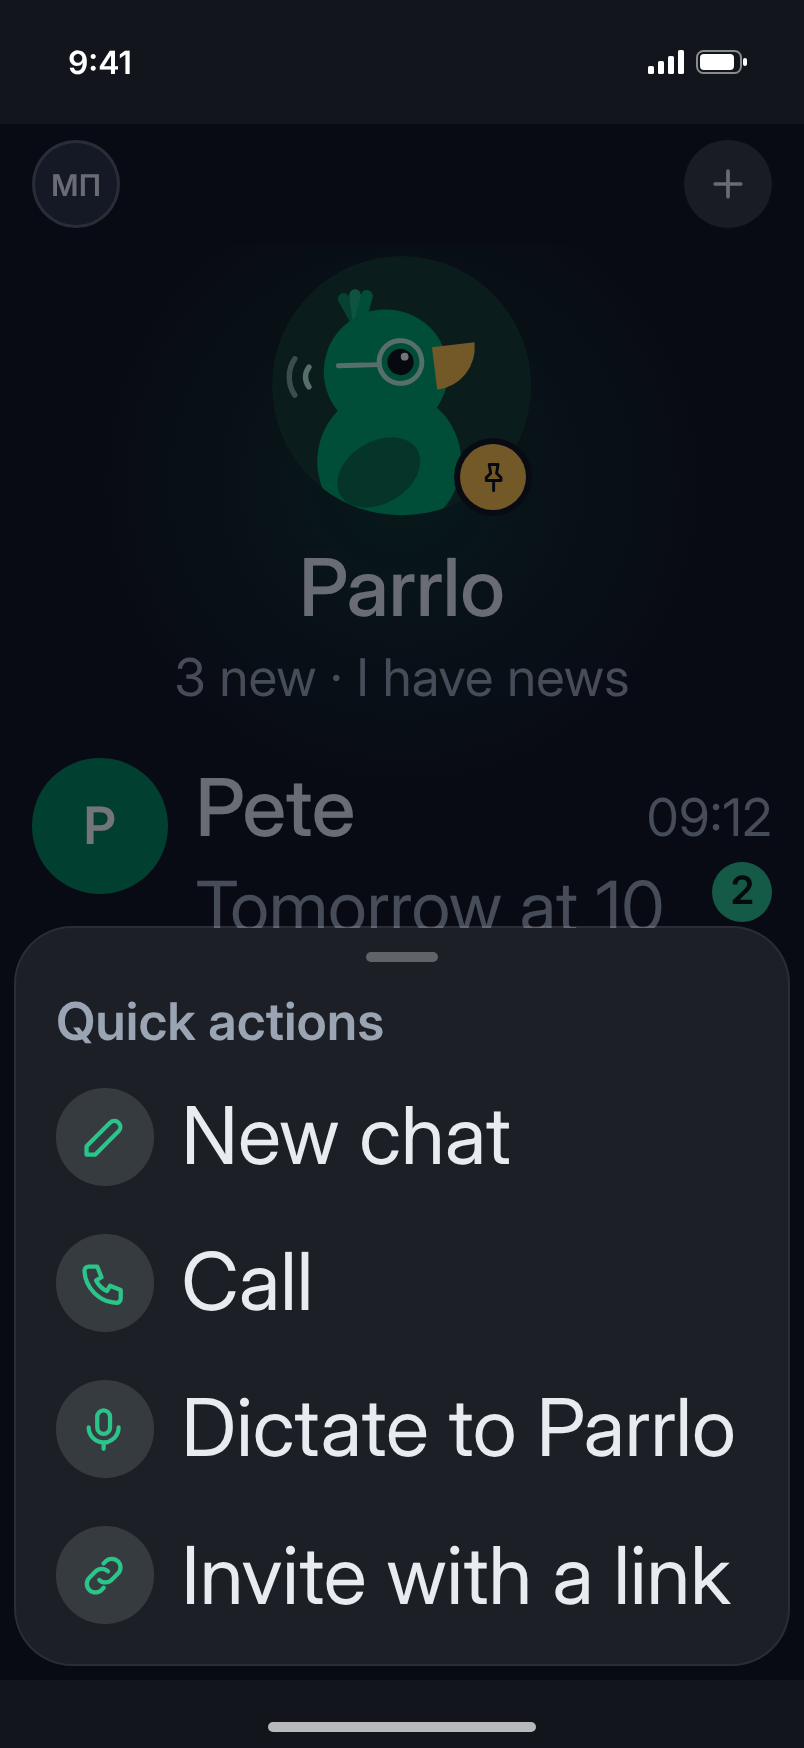 9:41
МП
Parrlo
3 new · I have news
Pete
09:12
Tomorrow at 10
2
Quick actions
New chat
Call
Dictate to Parrlo
Invite with a link